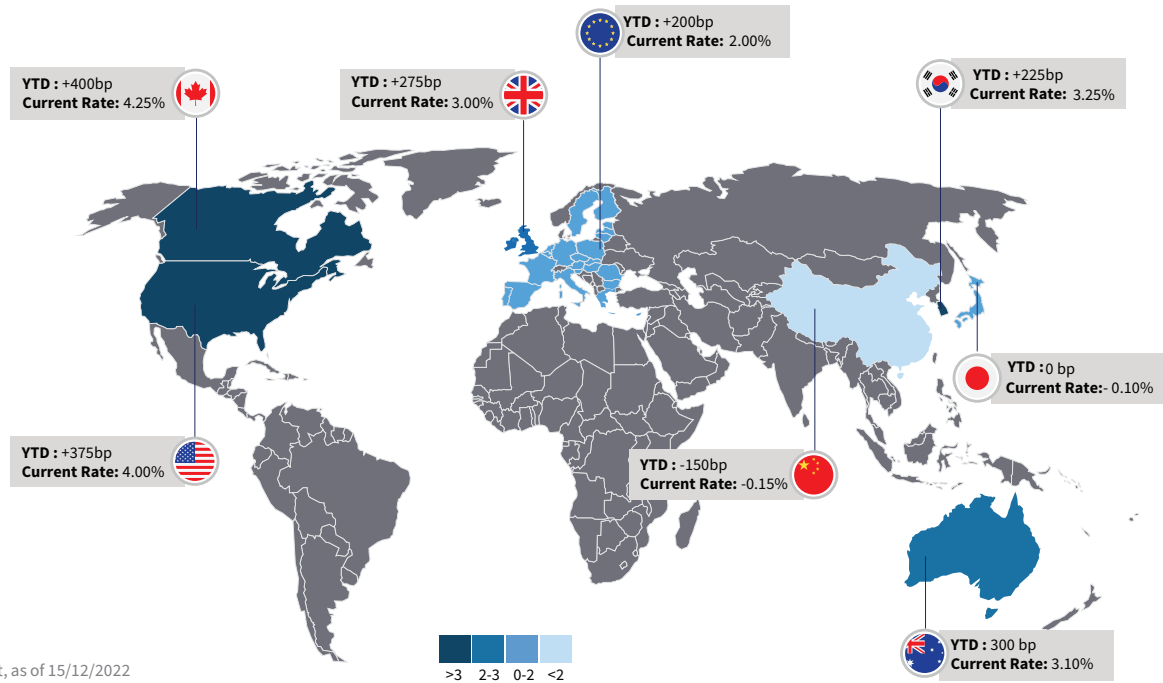 YTD : +200bp
Current Rate: 2.00%
YTD : +400bp
Current Rate: 4.25%
YTD : +275bp
Current Rate: 3.00%
YTD : +225bp
Current Rate: 3.25%
YTD :0 bp
Current Rate:- 0.10%
YTD : +375bp
Current Rate: 4.00%
YTD : -150bp
Current Rate: -0.15%
YTD : 300 bp
Current Rate: 3.10%
>3 2-3 0-2 <2
, as of 15/12/2022